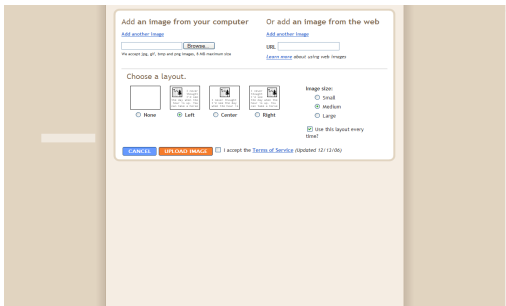 Add an image from your computer
Or add an image from the web
Add another image
Add another image
Browse...
URL
We accept jpg, gif, bmp and png images, 8 MB maximum size
Learn more about using web images
Choose a layout.
Image size:
Small
Medium
Large
None
Left
Center
Right
Use this layout every
time?
CANCEL
UPLOAD IMAGE
I accept the Terms of Service (Updated 12/13/06)